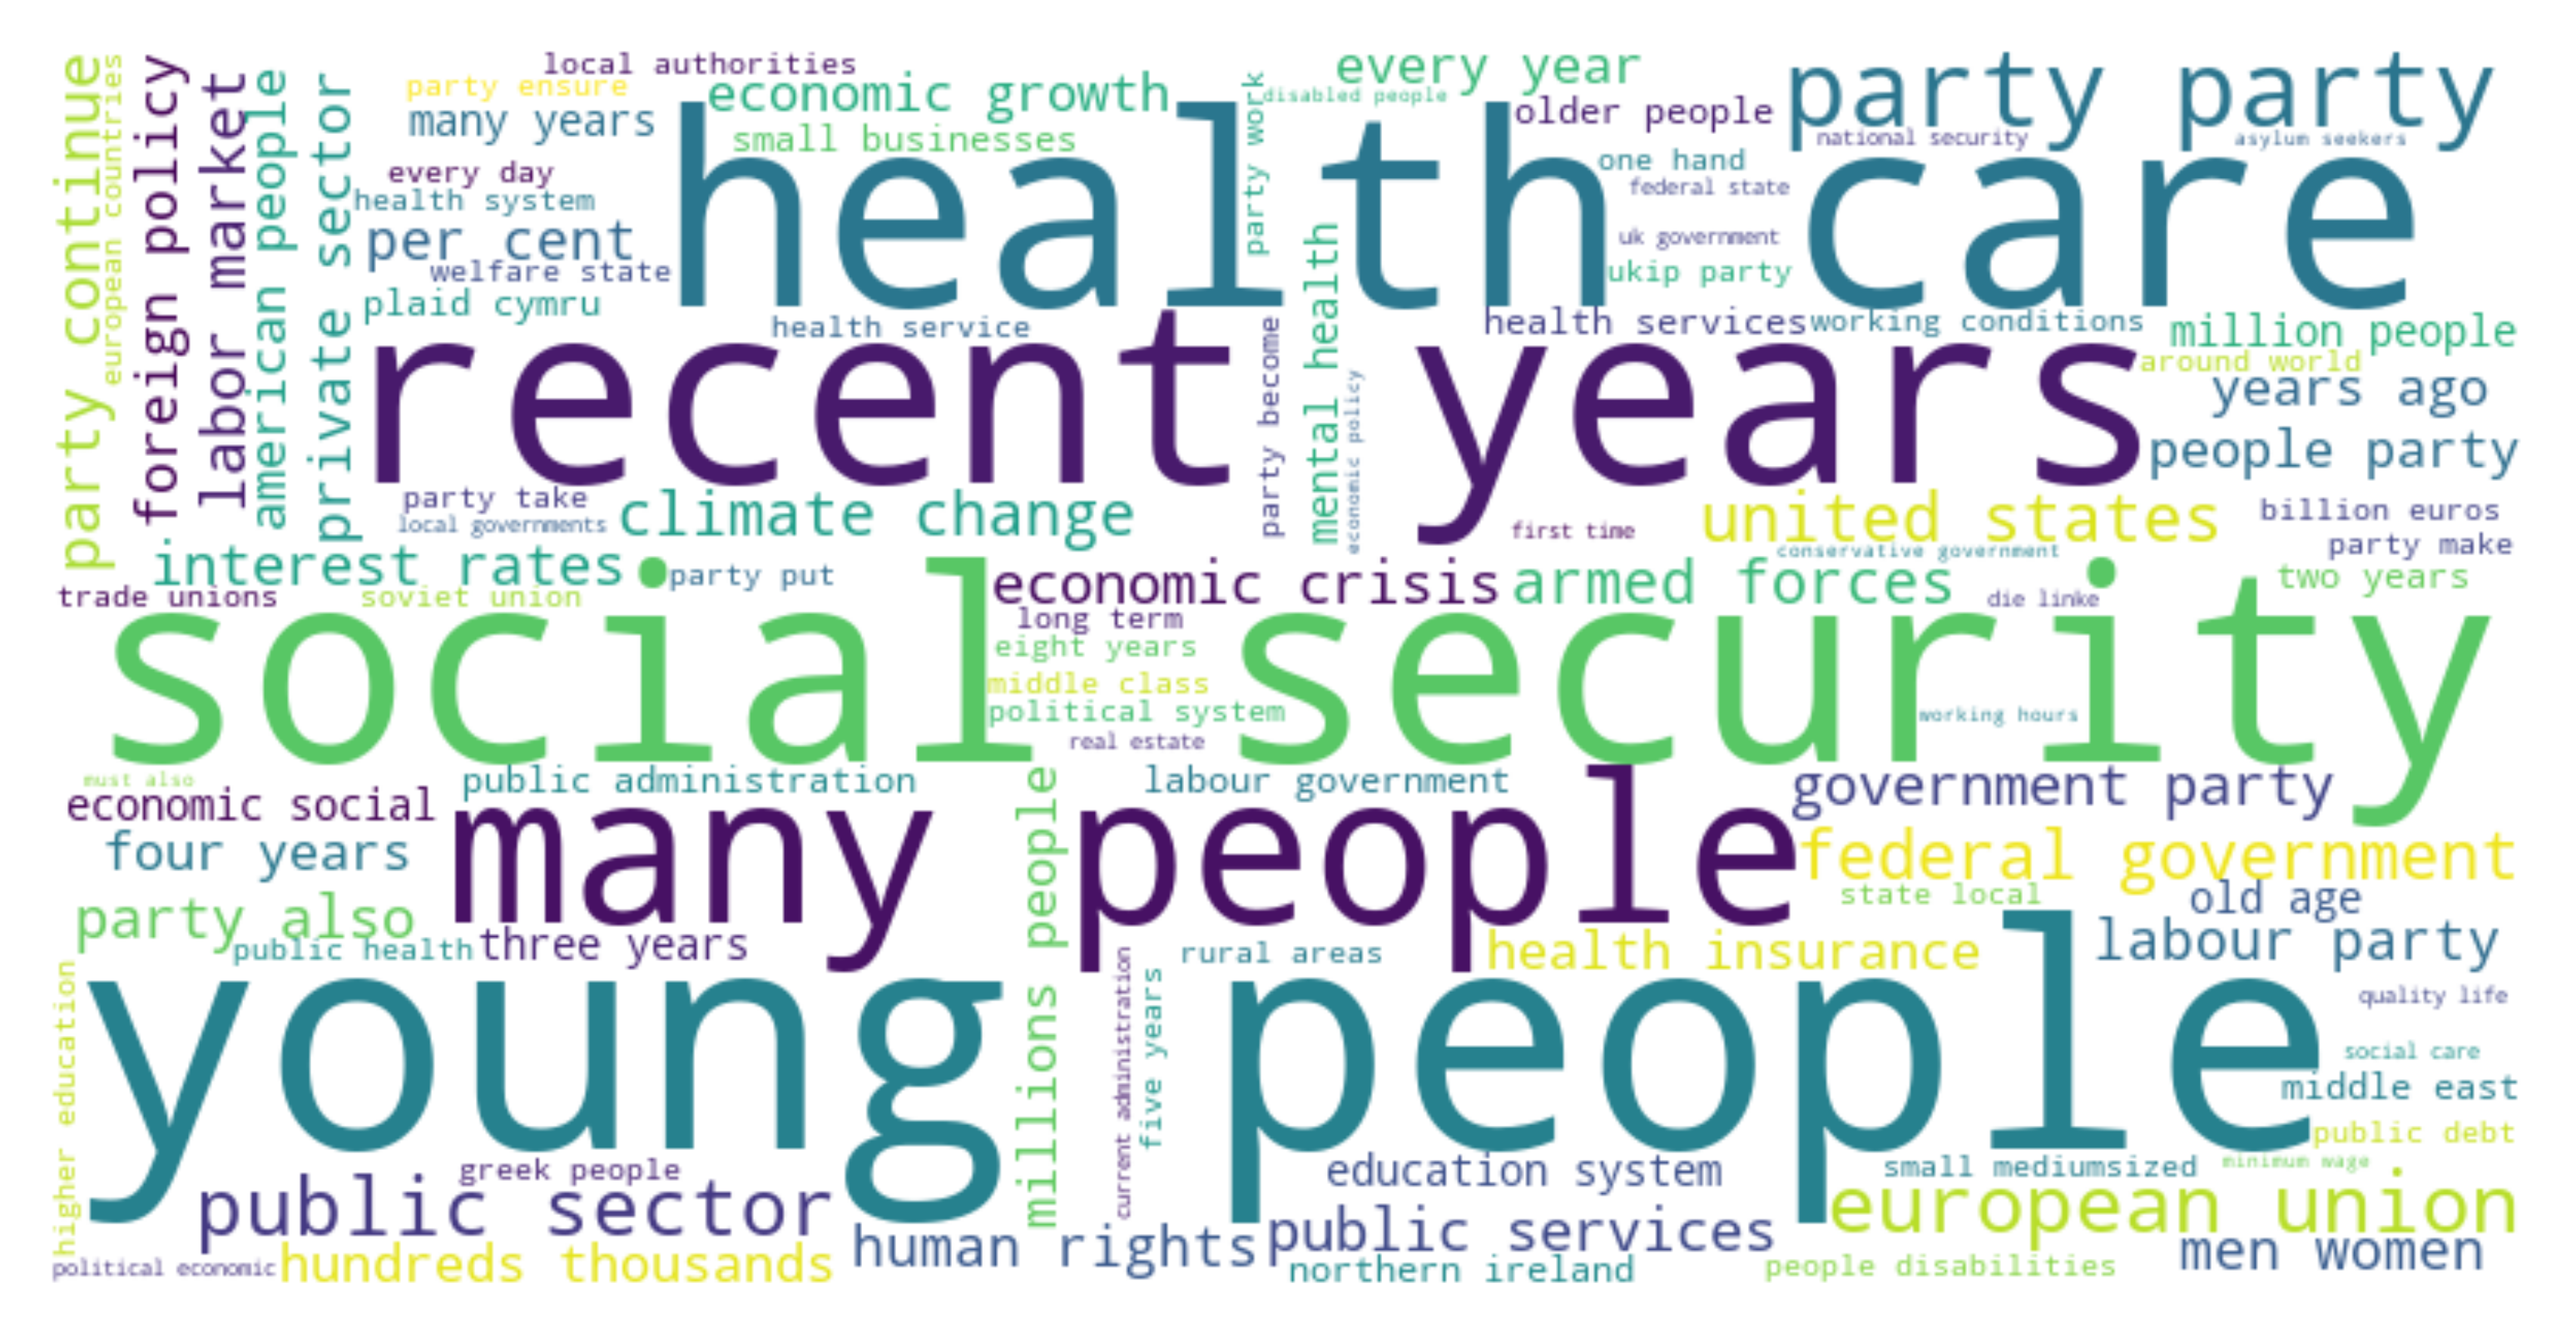 party continue
european countries
foreign policy
labor market
american people
private sector
local authorities
party ensure
many years
economic growth
small businesses
every day
health system
per cent
welfare state
plaid cymru
health care
party work
disabled people
every year
older people
party party
national security
asylum seekers
one hand
federal state
uk government
ukip party
health service
mental health
health services
working conditions
million people
around world
recent years
party become
economic policy
years ago
people party
party take
local governments
climate change
first time
united states
billion euros
party make
conservative government
interest rates
party put
economic crisis
armed forces
two years
trade unions
soviet union
long term
die linke
social security
eight years
middle class
political system
working hours
real estate
must also
public administration
labour government
government party
economic social
many people
millions people
four years
federal government
state local
old age
party also
public health
three years
rural areas
health insurance
labour party
young people
higher education
current administration
five years
quality life
social care
middle east
public debt
greek people
education system
small mediumsized
minimum wage
public sector
european union
public services
human rights
men women
political economic
hundreds thousands
northern ireland
people disabilities